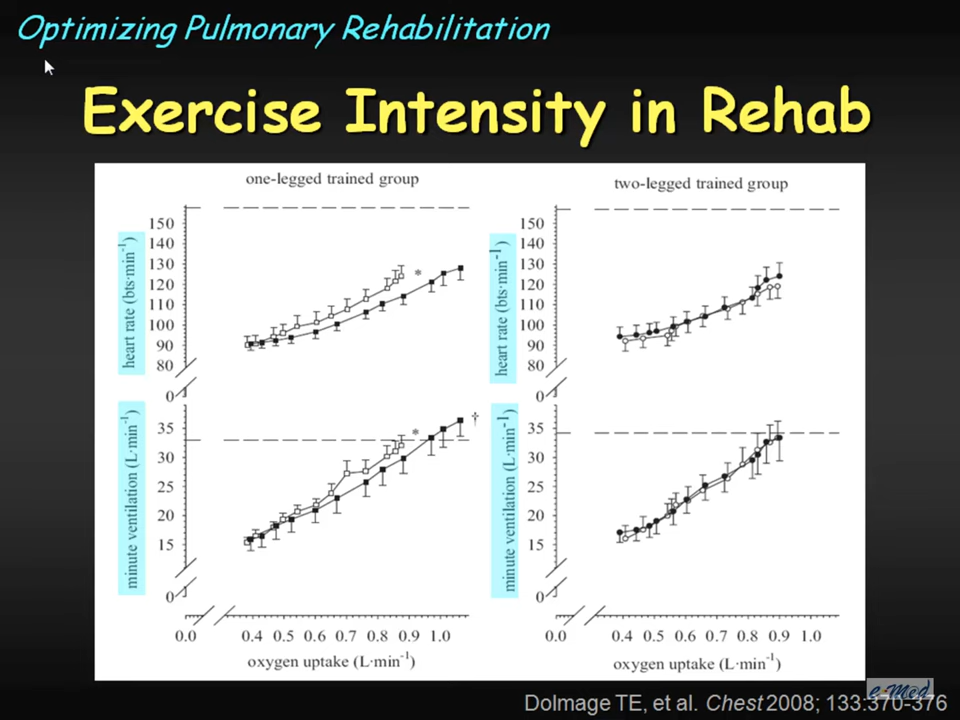 Optimizing Pulmonary Rehabilitation
Exercise Intensity in Rehab
one-legged trained group
two-legged trained group
heart rate (bts·min⁻¹)
150
140
130
120
110
100
90
80
0
*
heart rate (bts·min⁻¹)
150
140
130
120
110
100
90
80
0
minute ventilation (L·min⁻¹)
35
30
25
20
15
0
*
†
minute ventilation (L·min⁻¹)
35
30
25
20
15
0
0.0 0.4 0.5 0.6 0.7 0.8 0.9 1.0
oxygen uptake (L·min⁻¹)
0.0 0.4 0.5 0.6 0.7 0.8 0.9 1.0
oxygen uptake (L·min⁻¹)
e-Med
Dolmage TE, et al. Chest 2008; 133:370-376